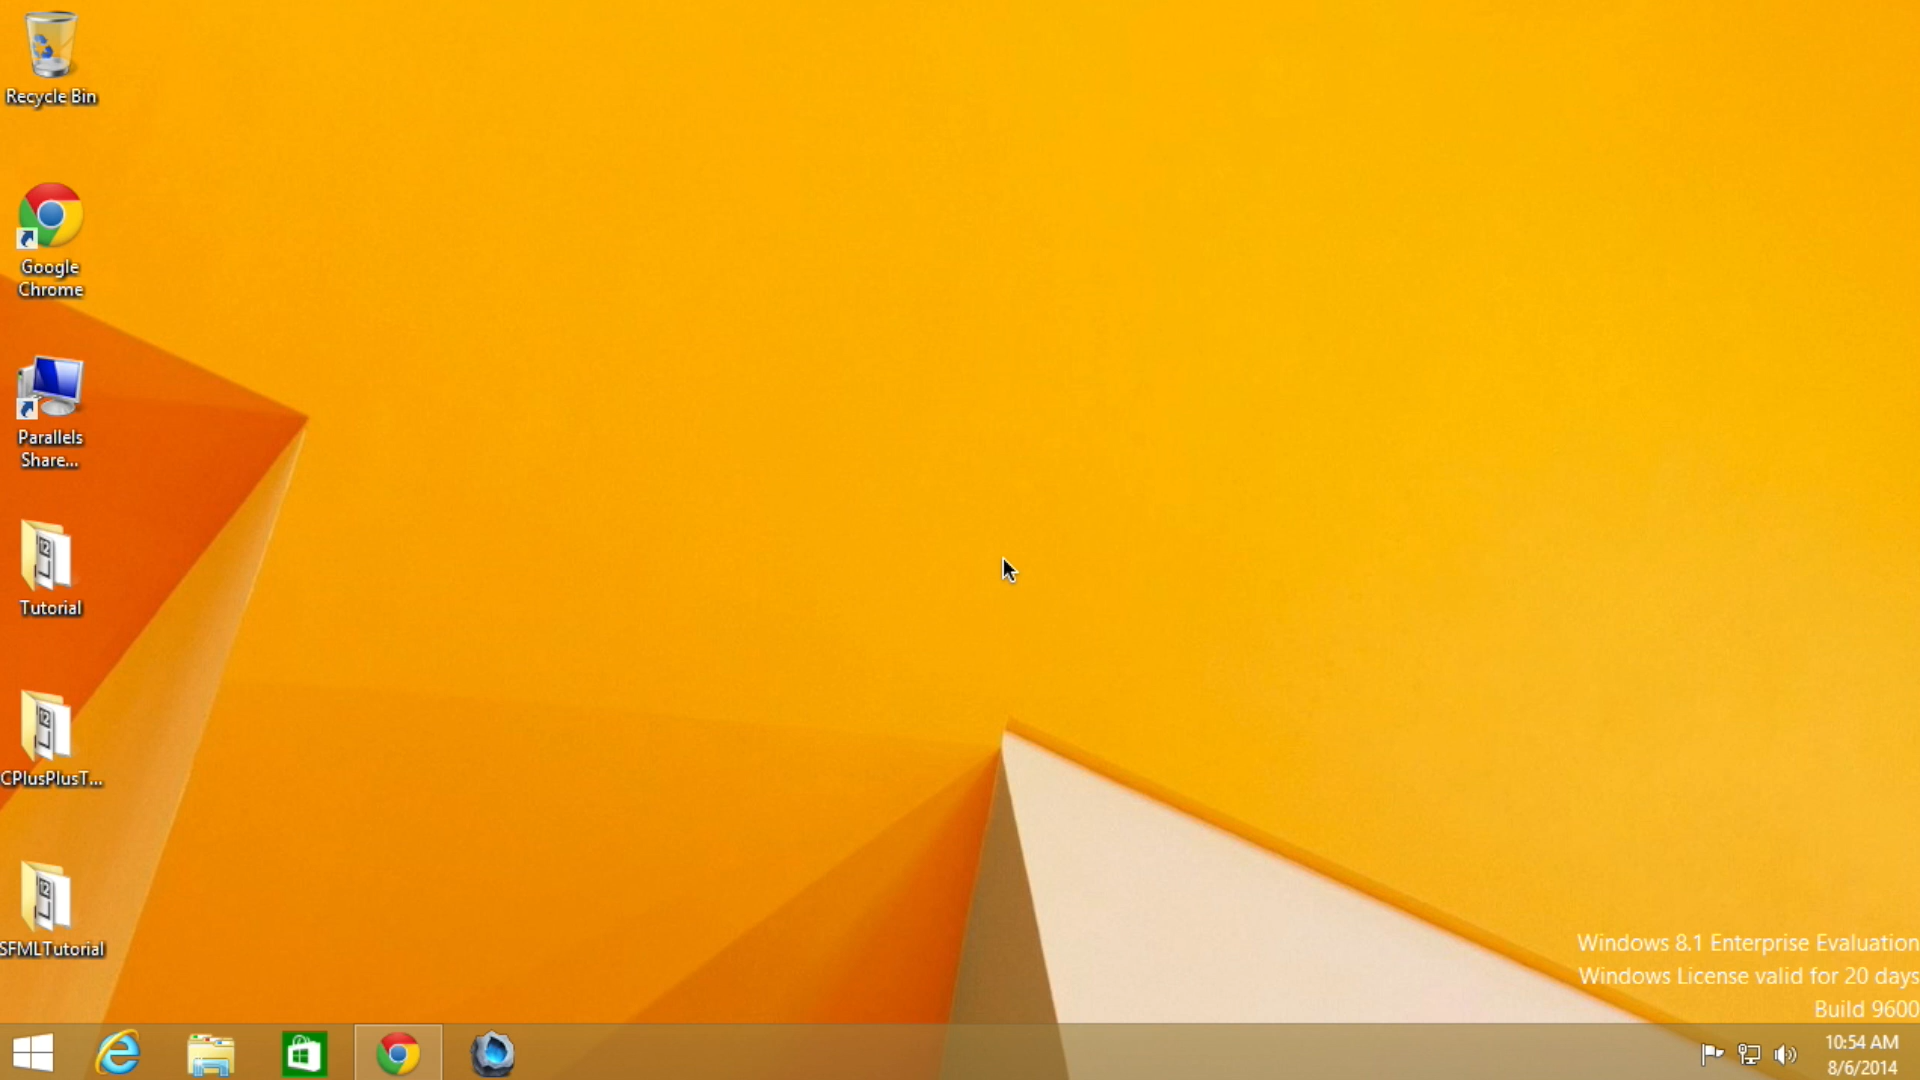 Recycle Bin
Google
Chrome
Parallels
Share...
Tutorial
CPlusPlusT...
SFMLTutorial
Windows 8.1 Enterprise Evaluation
Windows License valid for 20 days
Build 9600
10:54 AM
8/6/2014